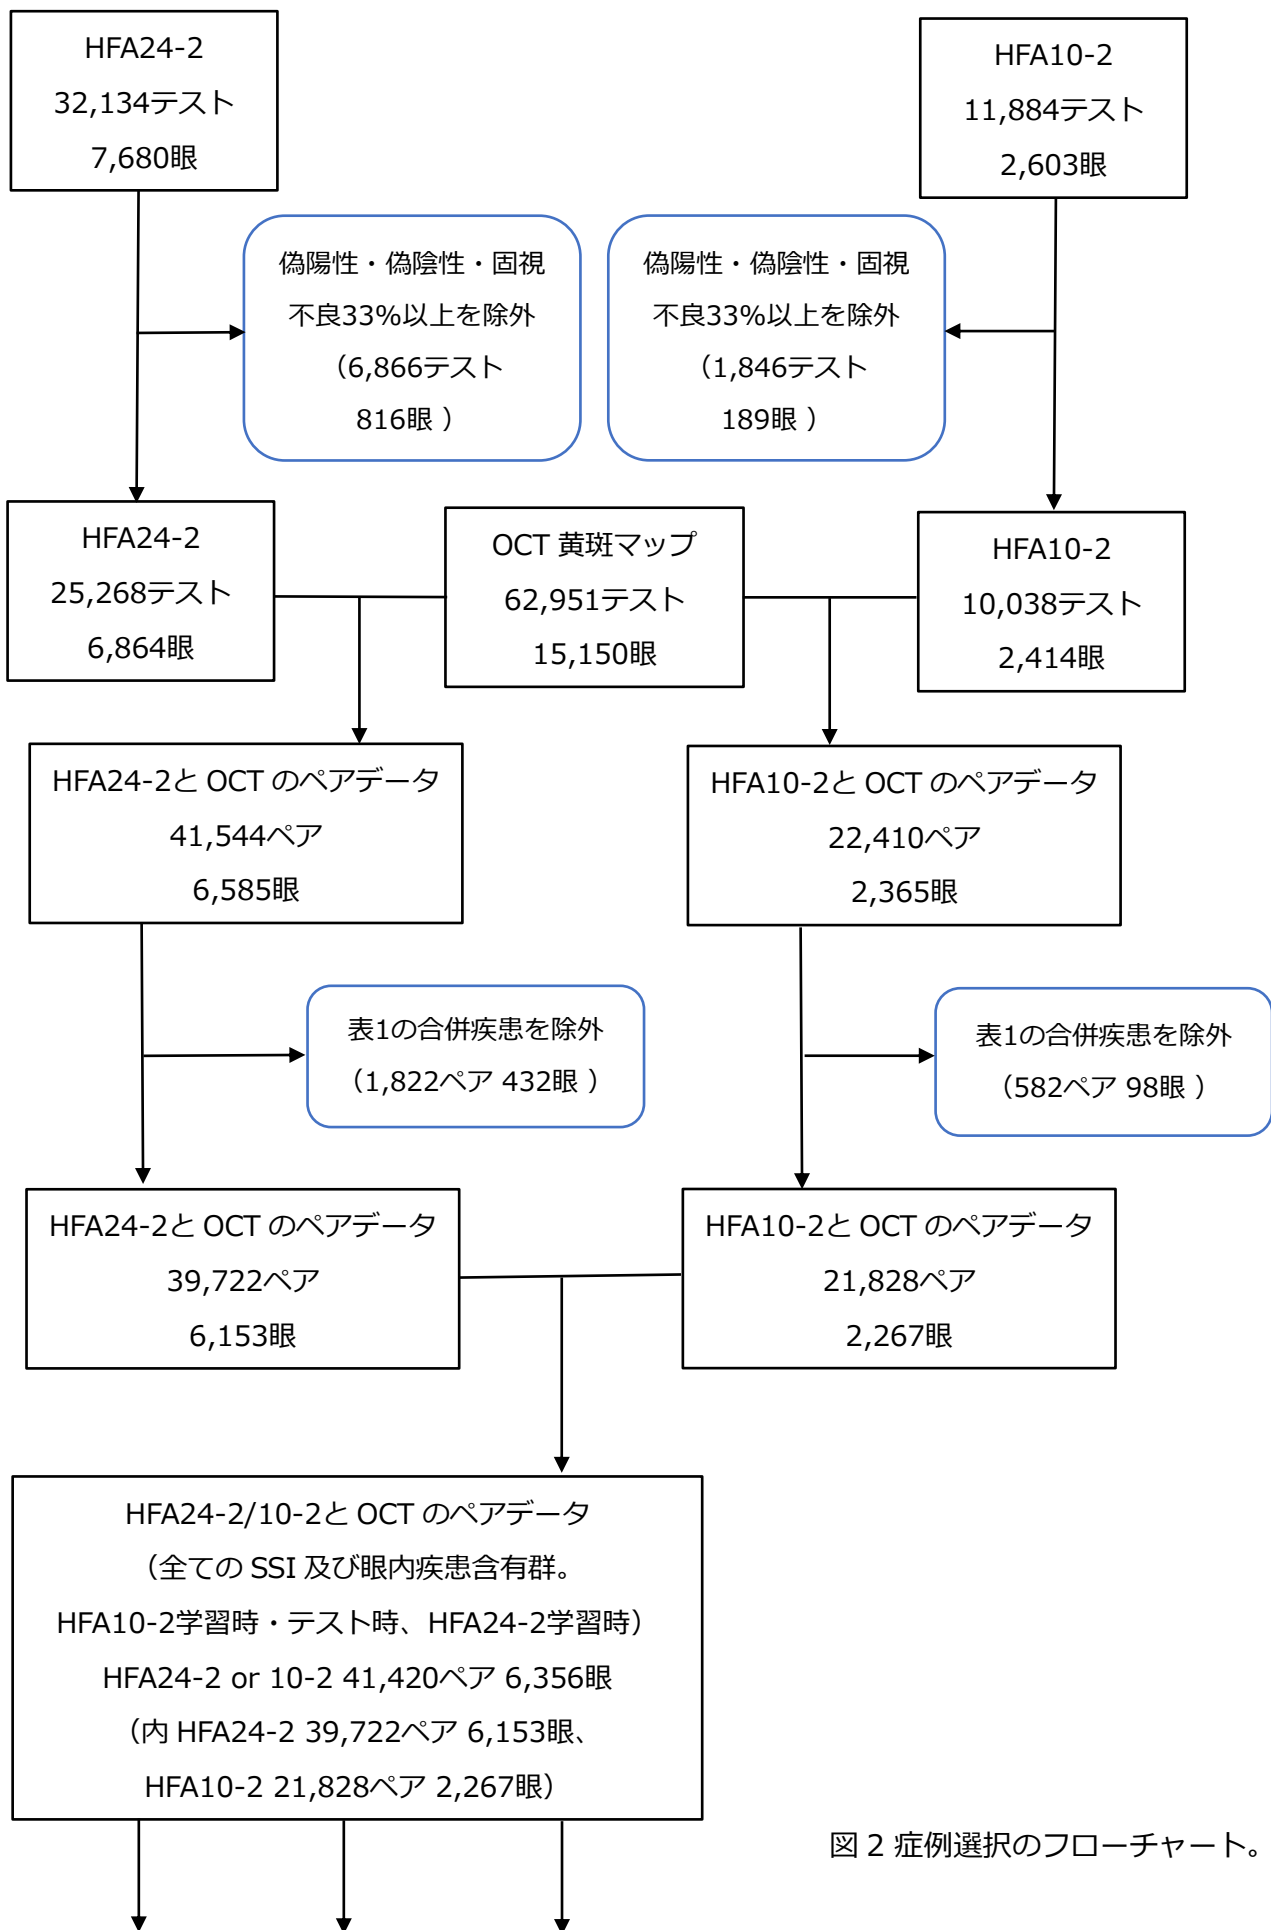 HFA24-2
32,134テスト
7,680眼
HFA10-2
11,884テスト
2,603眼
偽陽性・偽陰性・固視
不良33%以上を除外
（6,866テスト
816眼 ）
偽陽性・偽陰性・固視
不良33%以上を除外
（1,846テスト
189眼 ）
HFA24-2
25,268テスト
6,864眼
OCT 黄斑マップ
62,951テスト
15,150眼
HFA10-2
10,038テスト
2,414眼
HFA24-2と OCT のペアデータ
41,544ペア
6,585眼
HFA10-2と OCT のペアデータ
22,410ペア
2,365眼
表1の合併疾患を除外
（1,822ペア 432眼 ）
表1の合併疾患を除外
（582ペア 98眼 ）
HFA24-2と OCT のペアデータ
39,722ペア
6,153眼
HFA10-2と OCT のペアデータ
21,828ペア
2,267眼
HFA24-2/10-2と OCT のペアデータ
（全ての SSI 及び眼内疾患含有群。
HFA10-2学習時・テスト時、HFA24-2学習時）
HFA24-2 or 10-2 41,420ペア 6,356眼
（内 HFA24-2 39,722ペア 6,153眼、
HFA10-2 21,828ペア 2,267眼）
図 2 症例選択のフローチャート。